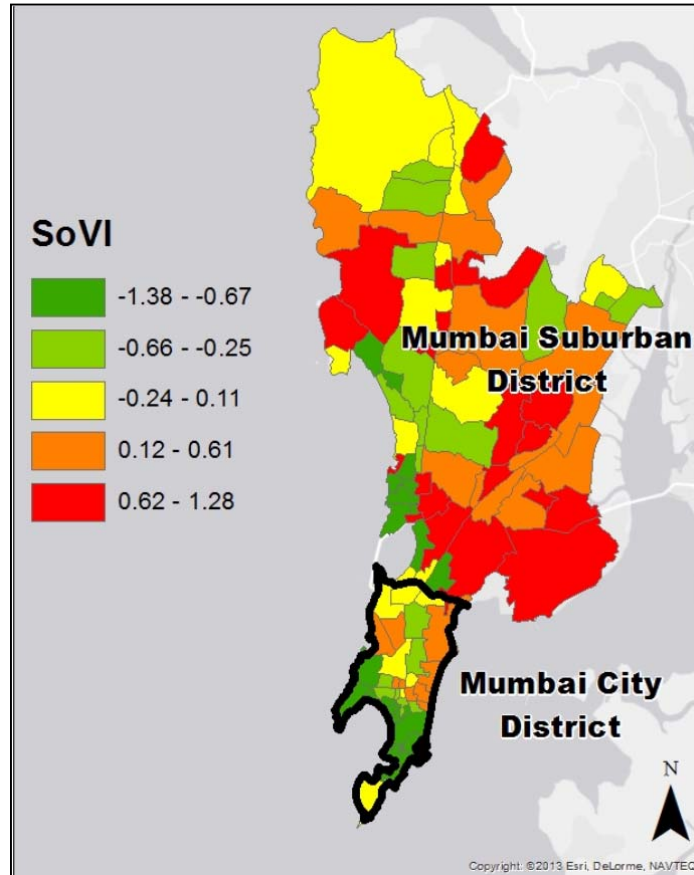 SoVI
-1.38 - -0.67
-0.66 - -0.25
-0.24 - 0.11
0.12 - 0.61
0.62 - 1.28
Mumbai Suburban
District
Mumbai City
District
N
Copyright: ©2013 Esri, DeLorme, NAVTEQ